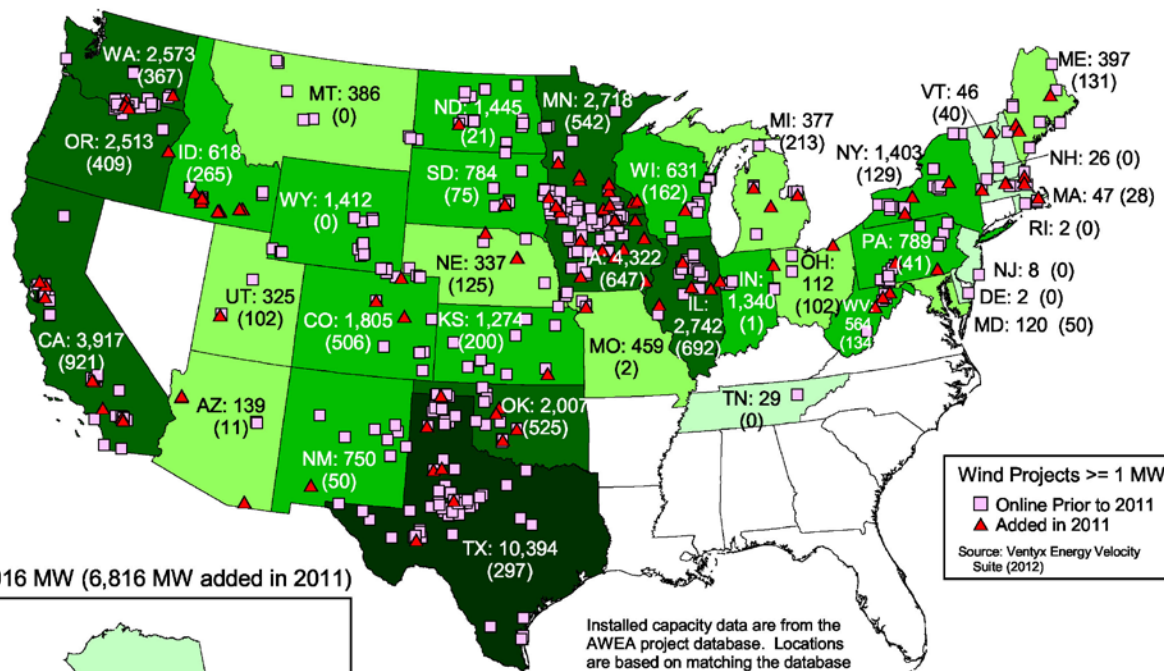 WA: 2,573
(367)
MT: 386
(0)
ND: 1,445
(21)
MN: 2,718
(542)
MI: 377
(213)
VT: 46
(40)
ME: 397
(131)
OR: 2,513
(409)
ID: 618
(265)
SD: 784
(75)
WI: 631
(162)
NY: 1,403
(129)
NH: 26 (0)
MA: 47 (28)
RI: 2 (0)
WY: 1,412
(0)
NE: 337
(125)
IA: 4,322
(647)
PA: 789
(41)
NJ: 8 (0)
DE: 2 (0)
MD: 120 (50)
CA: 3,917
(921)
UT: 325
(102)
CO: 1,805
(506)
KS: 1,274
(200)
MO: 459
(2)
IL:
2,742
(692)
IN:
1,340
(1)
OH:
112
(102)
WV:
564
(134)
AZ: 139
(11)
NM: 750
(50)
OK: 2,007
(525)
TN: 29
(0)
TX: 10,394
(297)
Wind Projects >= 1 MW
Online Prior to 2011
Added in 2011
Source: Ventyx Energy Velocity
Suite (2012)
016 MW (6,816 MW added in 2011)
Installed capacity data are from the
AWEA project database. Locations
are based on matching the database